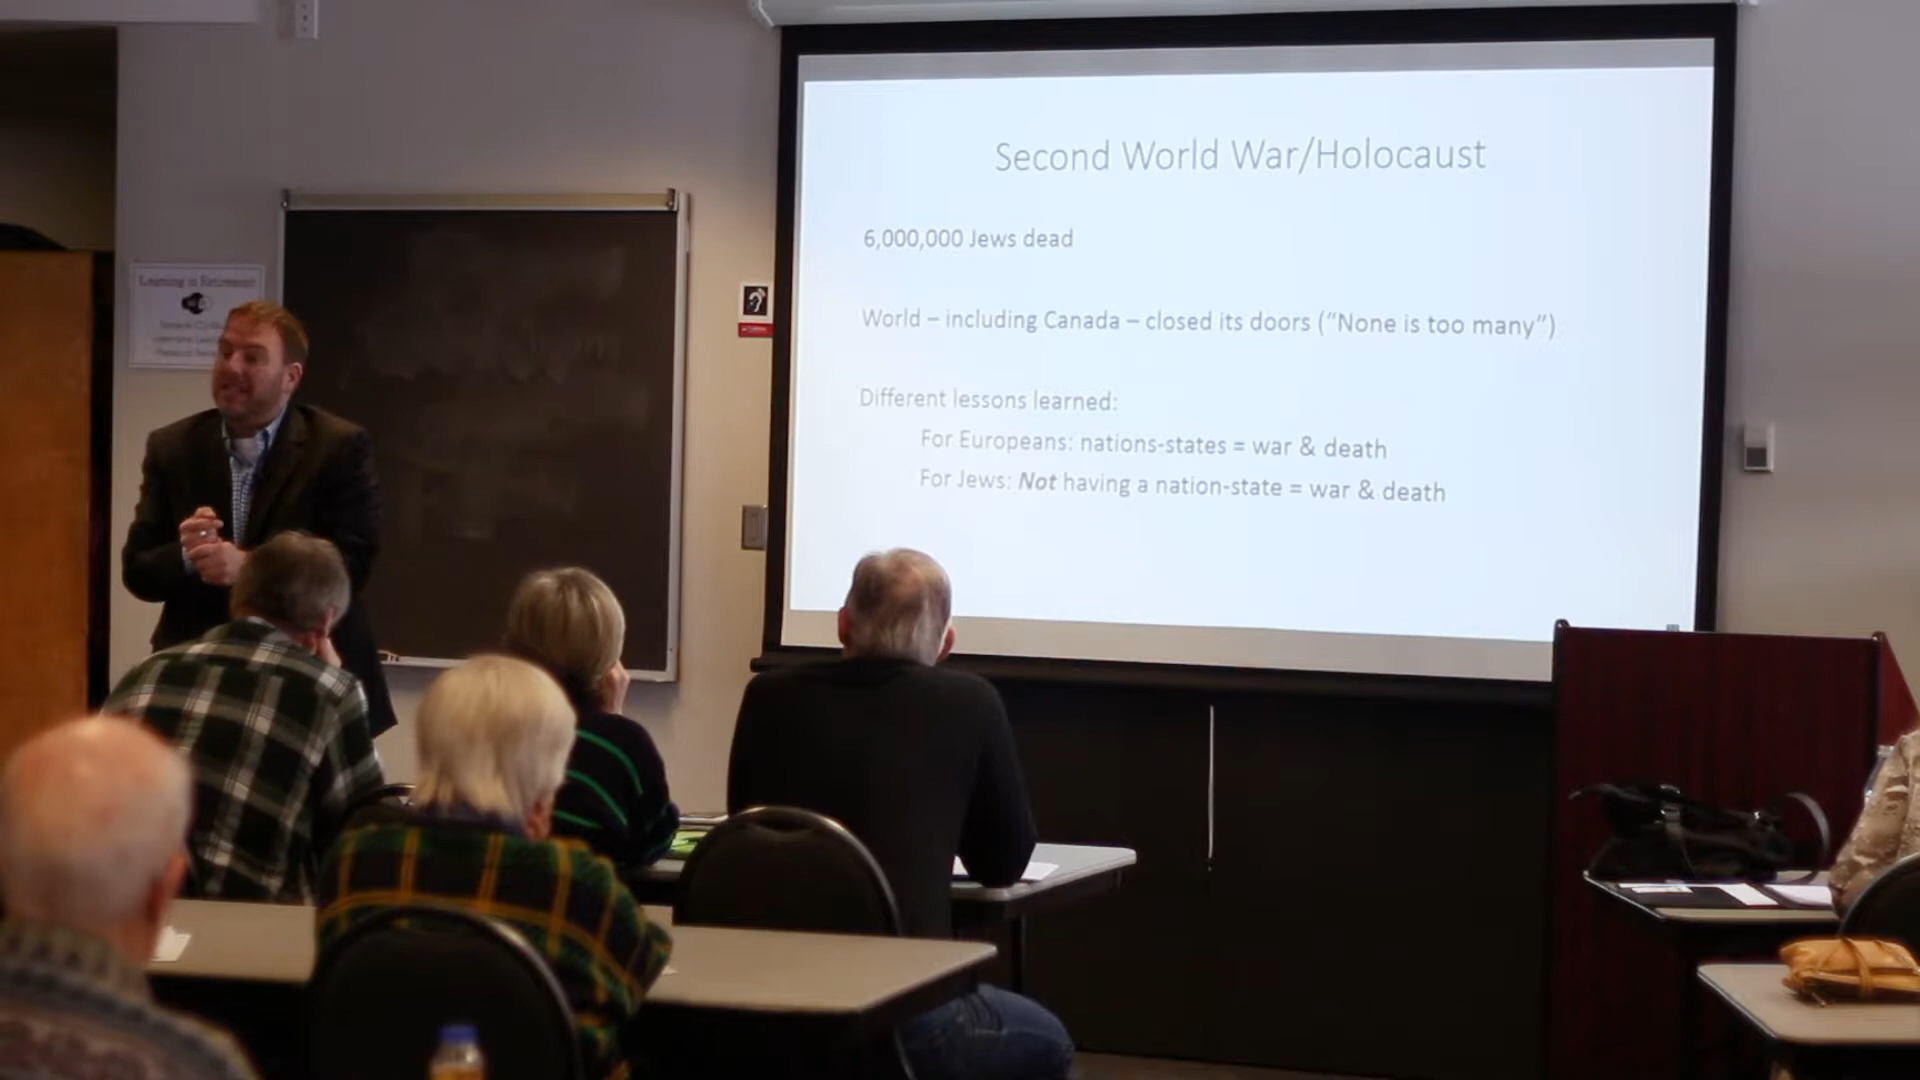 Second World War/Holocaust
6,000,000 Jews dead
World – including Canada – closed its doors (“None is too many”)
Different lessons learned:
For Europeans: nations-states = war & death
For Jews: Not having a nation-state = war & death
Learning in Retirement